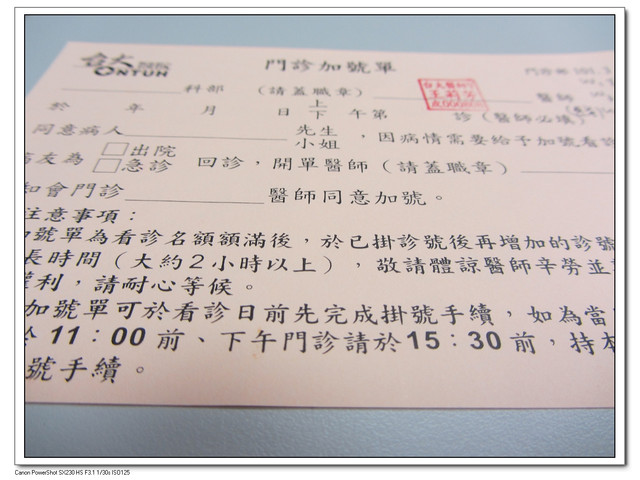 台大醫院
NTUH
門診加號單
科部 (請蓋職章) 醫師
於 年 月 日 上下 午第 診 (醫師必填)
同意病人 先生 小姐 ,因病情需要給予加號看診
友為 □出院 □急診 回診,開單醫師 (請蓋職章)
知會門診 醫師同意加號。
注意事項:
號單為看診名額額滿後,於已掛診號後再增加的診號
長時間(大約2小時以上),敬請體諒醫師辛勞並
利,請耐心等候。
加號單可於看診日前先完成掛號手續,如為當
11:00前、下午門診請於15:30前,持本
號手續。
Canon PowerShot SX230 HS F3.1 1/30s ISO125